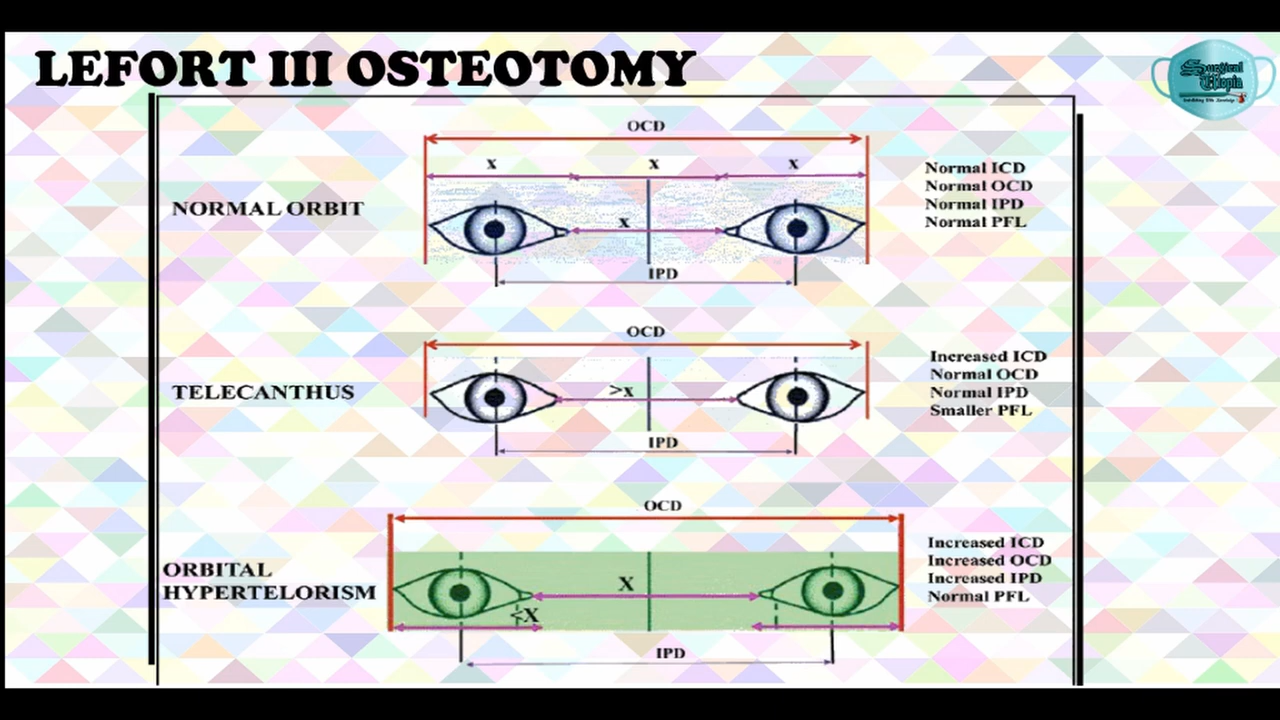 LEFORT III OSTEOTOMY
Surgical
Utopia
OCD
x x x
NORMAL ORBIT
x
IPD
Normal ICD
Normal OCD
Normal IPD
Normal PFL
OCD
TELECANTHUS
>x
IPD
Increased ICD
Normal OCD
Normal IPD
Smaller PFL
OCD
ORBITAL
HYPERTELORISM
X
<X
IPD
Increased ICD
Increased OCD
Increased IPD
Normal PFL